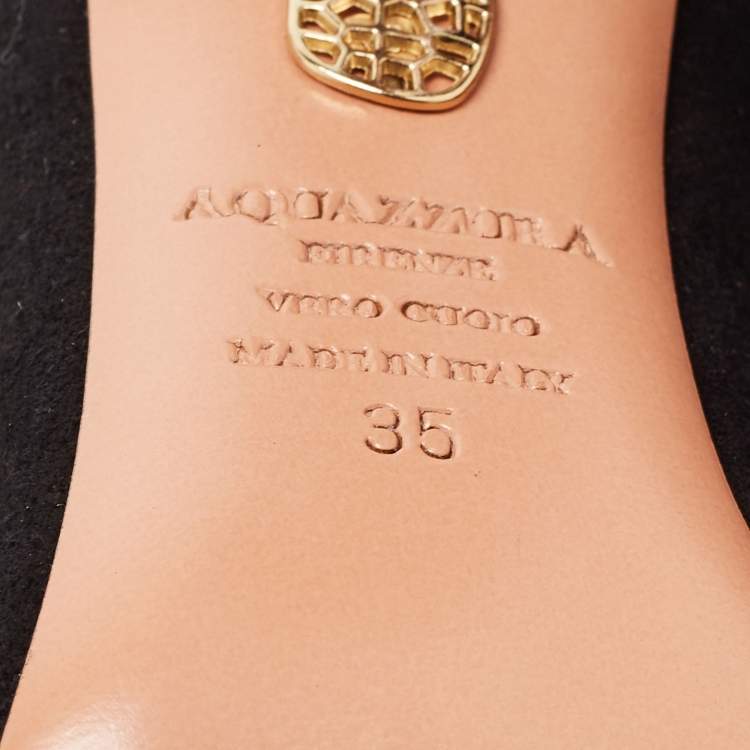 AQUAZZURA
FIRENZE
VERO CUOIO
MADE IN ITALY
35